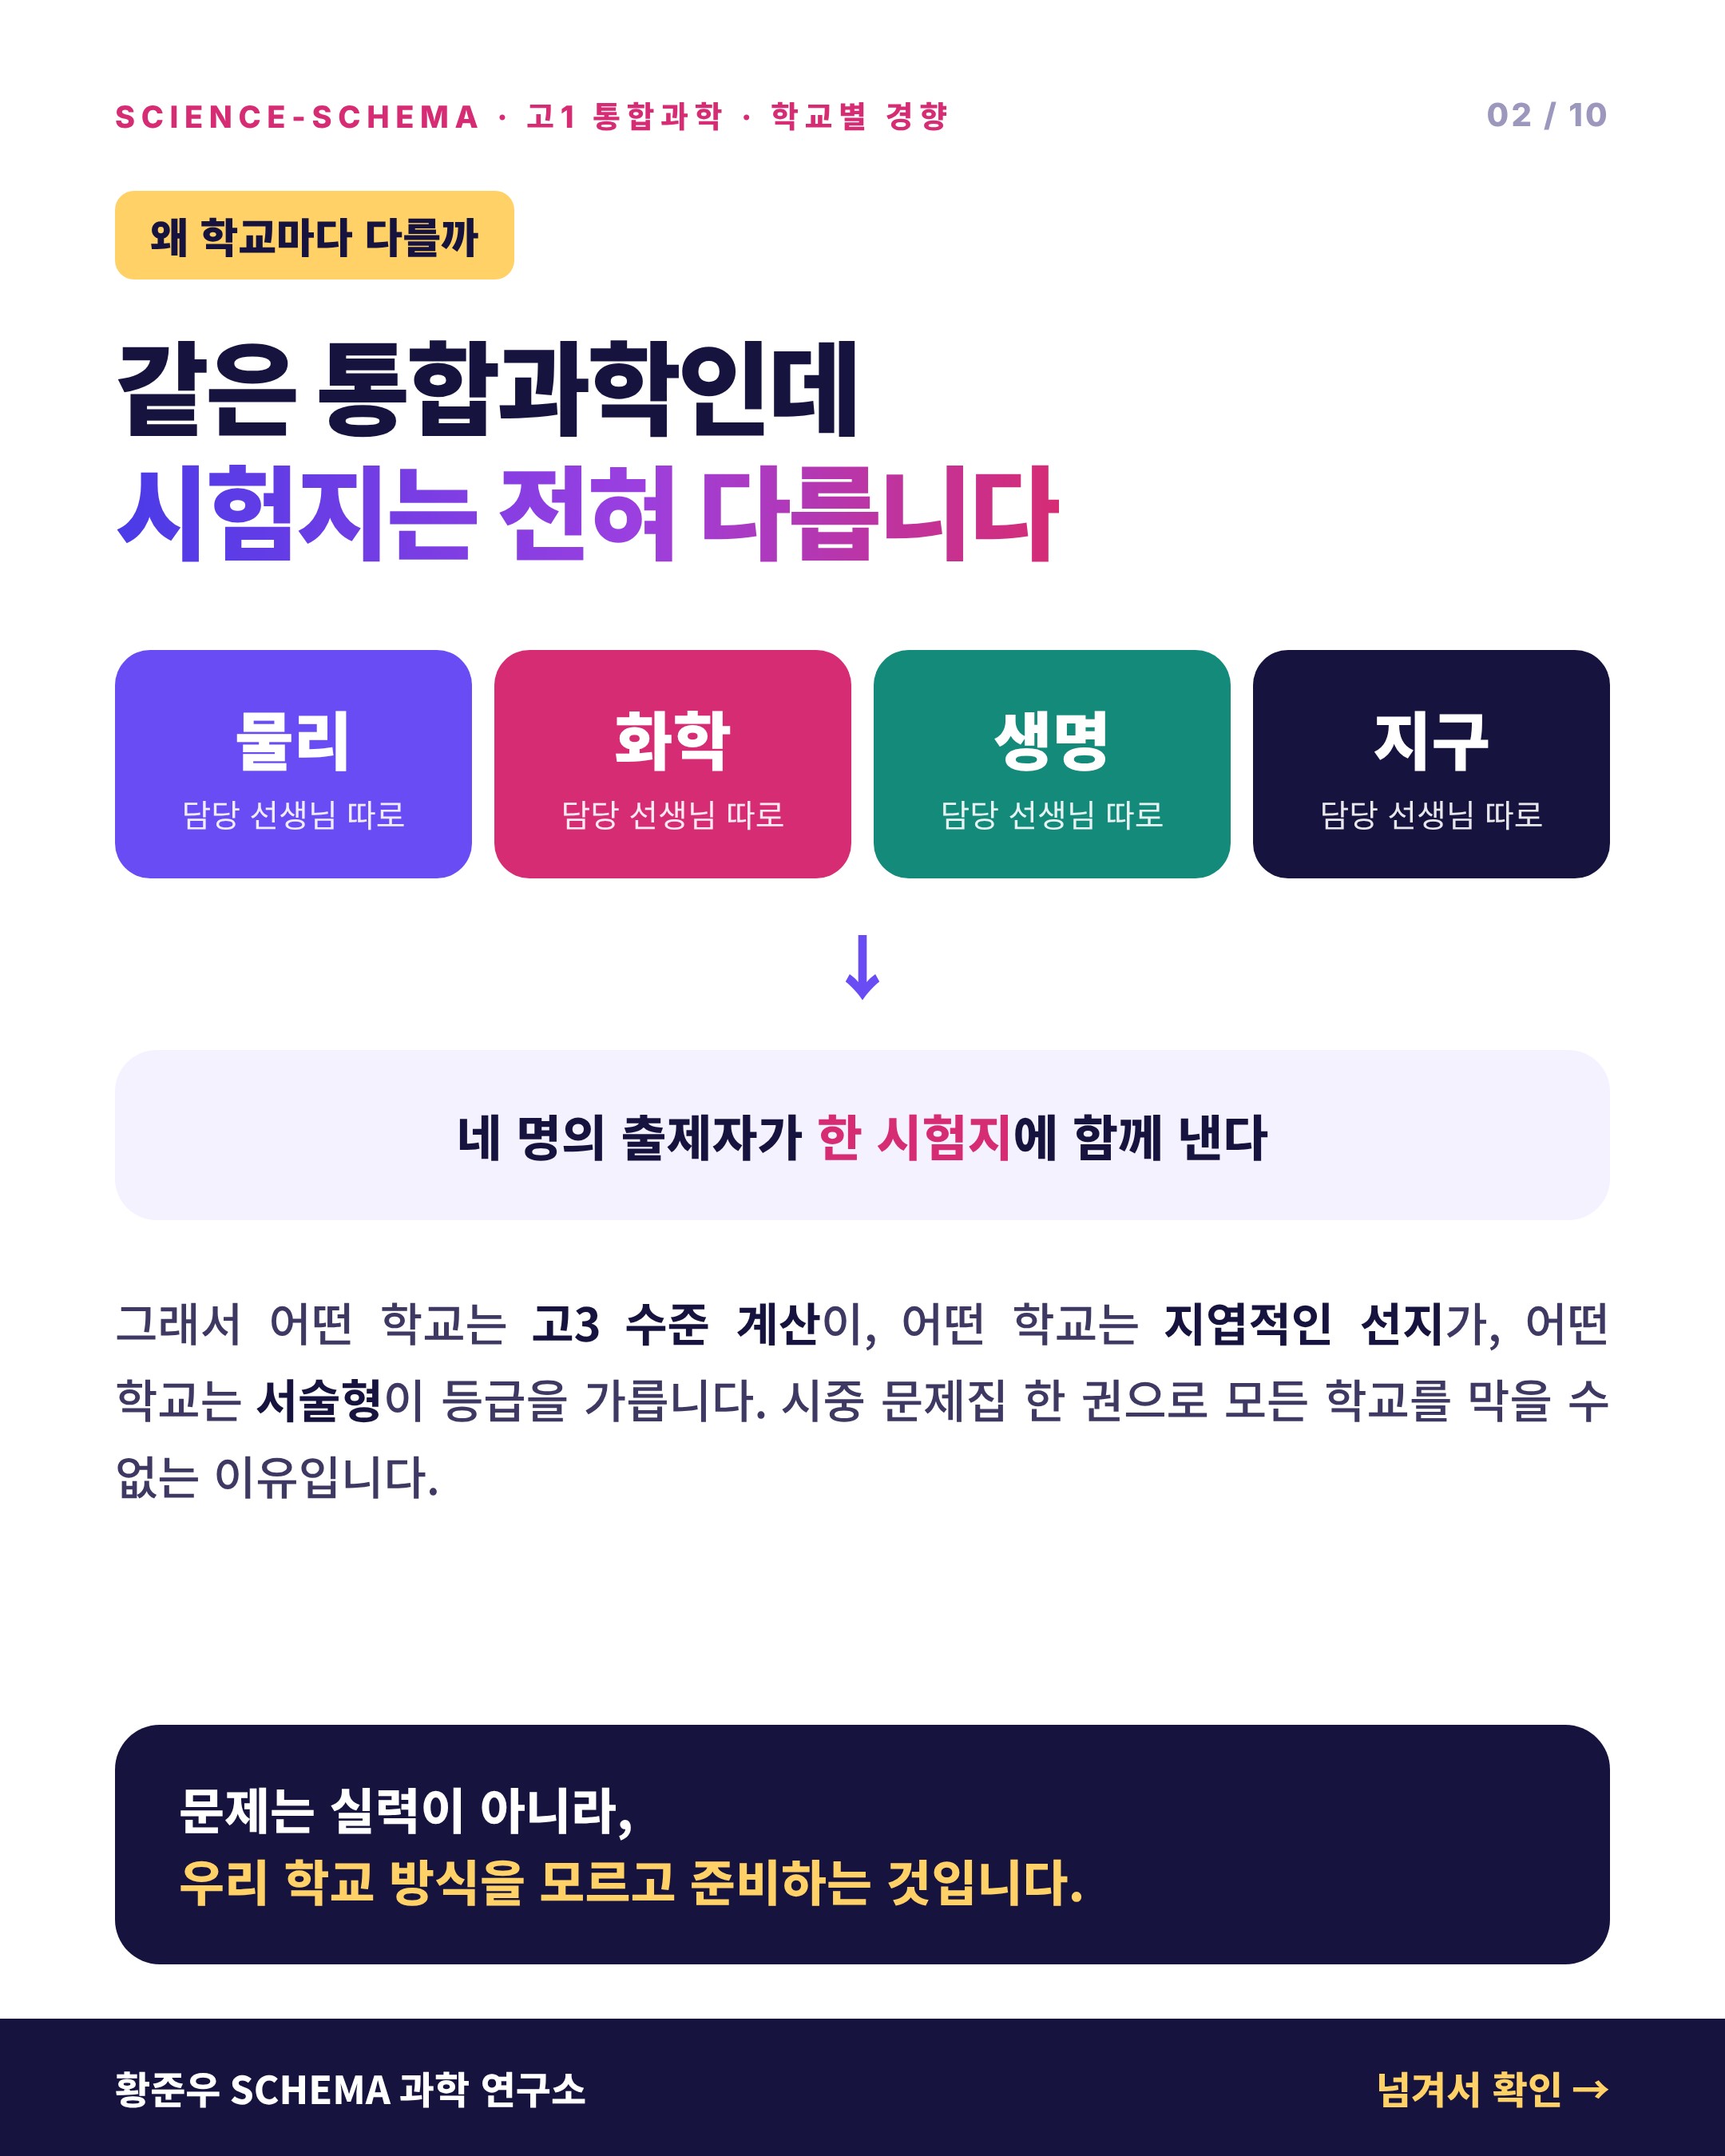 SCIENCE-SCHEMA · 고1 통합과학 · 학교별 경향
02 / 10
왜 학교마다 다를까
같은 통합과학인데
시험지는 전혀 다릅니다
물리
담당 선생님 따로
화학
담당 선생님 따로
생명
담당 선생님 따로
지구
담당 선생님 따로
↓
네 명의 출제자가 한 시험지에 함께 낸다
그래서 어떤 학교는 고3 수준 계산이, 어떤 학교는 지엽적인 선지가, 어떤
학교는 서술형이 등급을 가릅니다. 시중 문제집 한 권으로 모든 학교를 막을 수
없는 이유입니다.
문제는 실력이 아니라,
우리 학교 방식을 모르고 준비하는 것입니다.
황준우 SCHEMA 과학 연구소
넘겨서 확인 →